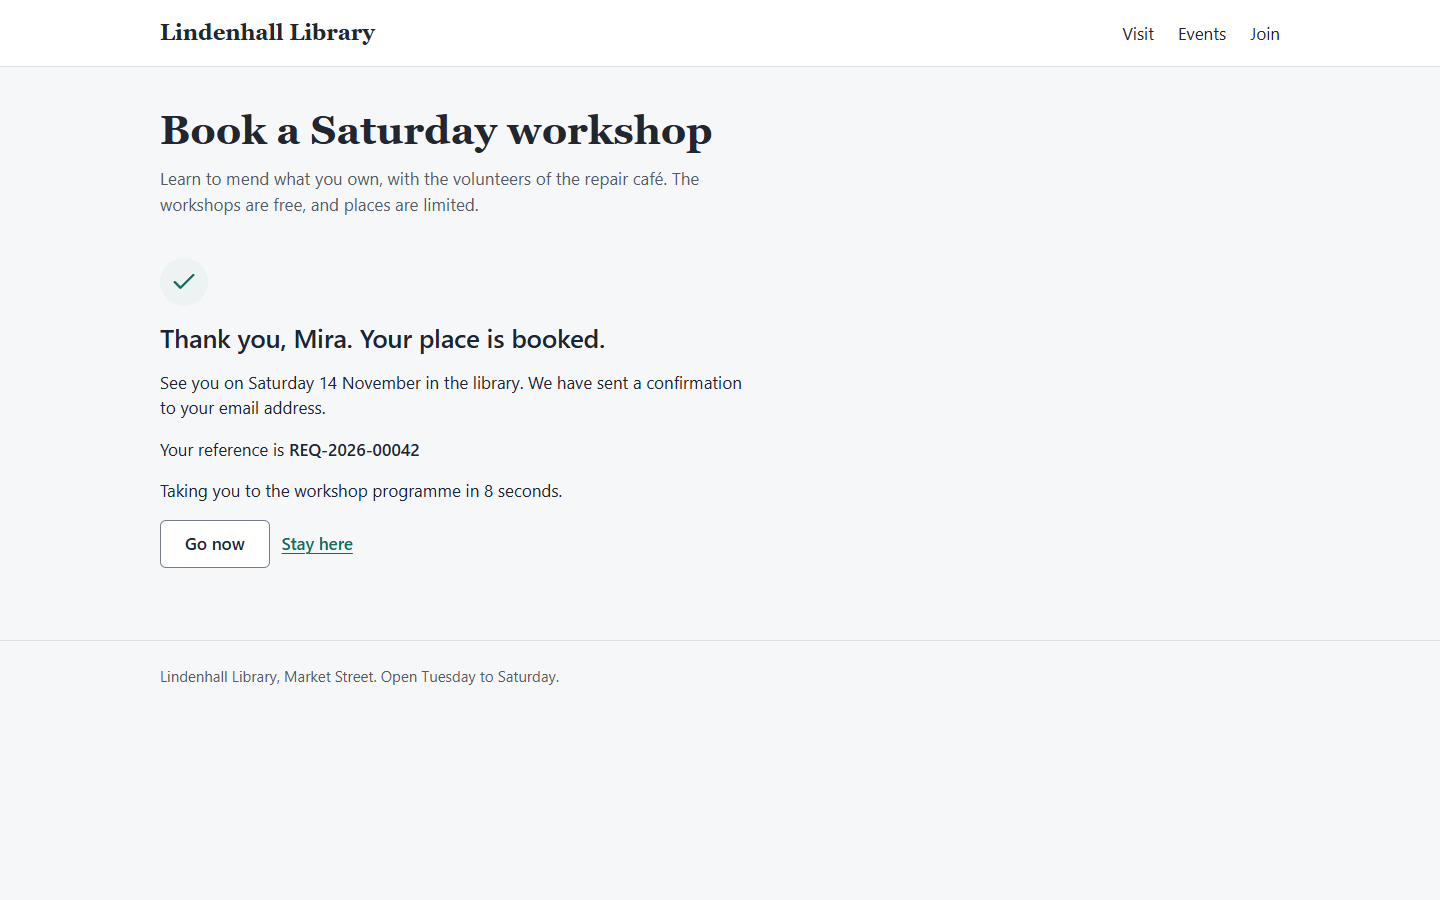 Lindenhall Library
Visit Events Join
Book a Saturday workshop
Learn to mend what you own, with the volunteers of the repair café. The
workshops are free, and places are limited.
Thank you, Mira. Your place is booked.
See you on Saturday 14 November in the library. We have sent a confirmation
to your email address.
Your reference is REQ-2026-00042
Taking you to the workshop programme in 8 seconds.
Go now Stay here
Lindenhall Library, Market Street. Open Tuesday to Saturday.